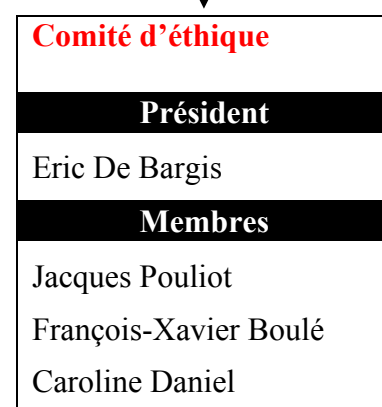 Comité d’éthique
Président
Eric De Bargis
Membres
Jacques Pouliot
François-Xavier Boulé
Caroline Daniel